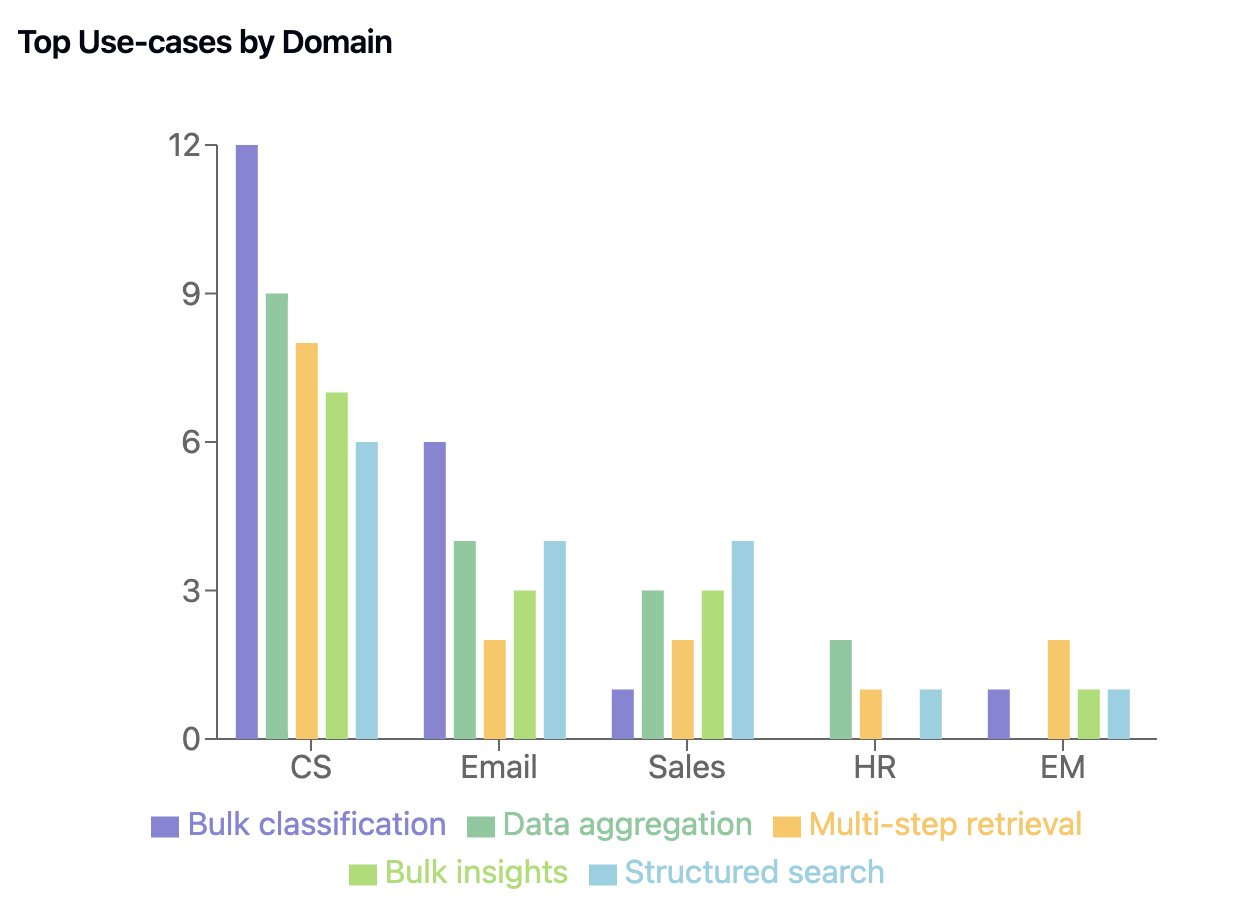 Top Use-cases by Domain
12
9
6
3
0
CS Email Sales HR EM
Bulk classification Data aggregation Multi-step retrieval
Bulk insights Structured search